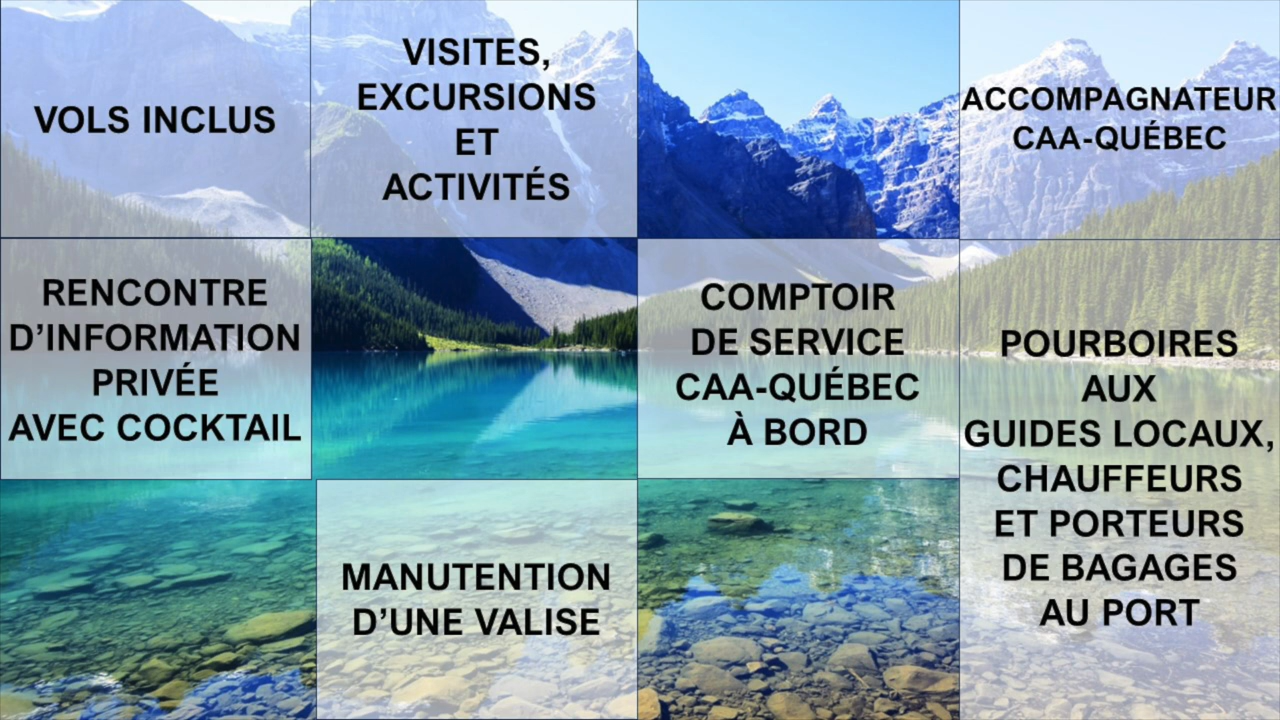 VOLS INCLUS
VISITES,
EXCURSIONS
ET
ACTIVITÉS
ACCOMPAGNATEUR
CAA-QUÉBEC
RENCONTRE
D’INFORMATION
PRIVÉE
AVEC COCKTAIL
COMPTOIR
DE SERVICE
CAA-QUÉBEC
À BORD
POURBOIRES
AUX
GUIDES LOCAUX,
CHAUFFEURS
ET PORTEURS
DE BAGAGES
AU PORT
MANUTENTION
D’UNE VALISE